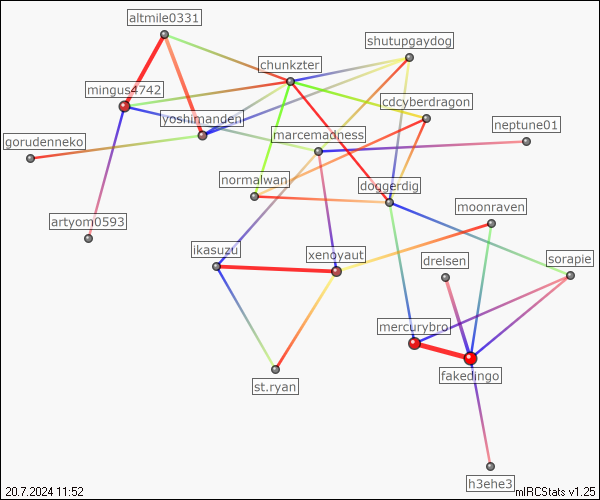 altmile0331
shutupgaydog
chunkzter
mingus4742
cdcyberdragon
yoshimanden
neptune01
marcemadness
gorudenneko
normalwan
doggerdig
moonraven
artyom0593
ikasuzu
xenoyaut
drelsen
sorapie
mercurybro
fakedingo
st.ryan
h3ehe3
20.7.2024 11:52
mIRCStats v1.25